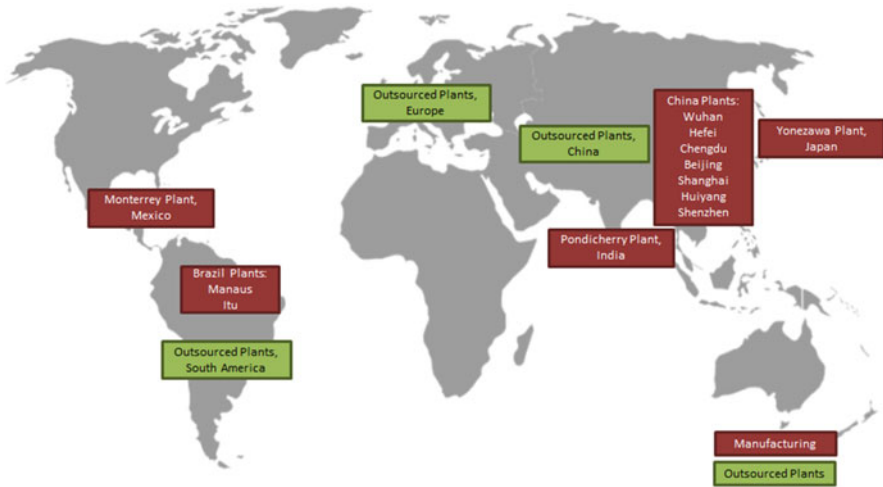 Outsourced Plants,
Europe
Outsourced Plants,
China
China Plants:
Wuhan
Hefei
Chengdu
Beijing
Shanghai
Huiyang
Shenzhen
Yonezawa Plant,
Japan
Monterrey Plant,
Mexico
Pondicherry Plant,
India
Brazil Plants:
Manaus
Itu
Outsourced Plants,
South America
Manufacturing
Outsourced Plants